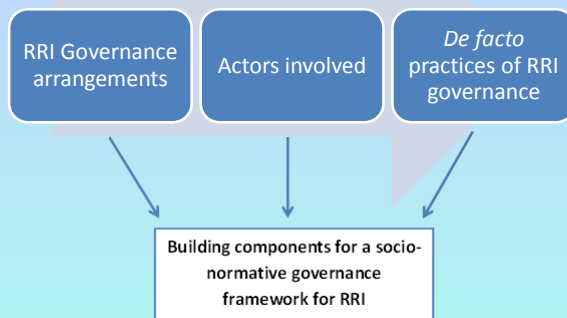 RRI Governance
arrangements
Actors involved
De facto
practices of RRI
governance
Building components for a socio-
normative governance
framework for RRI